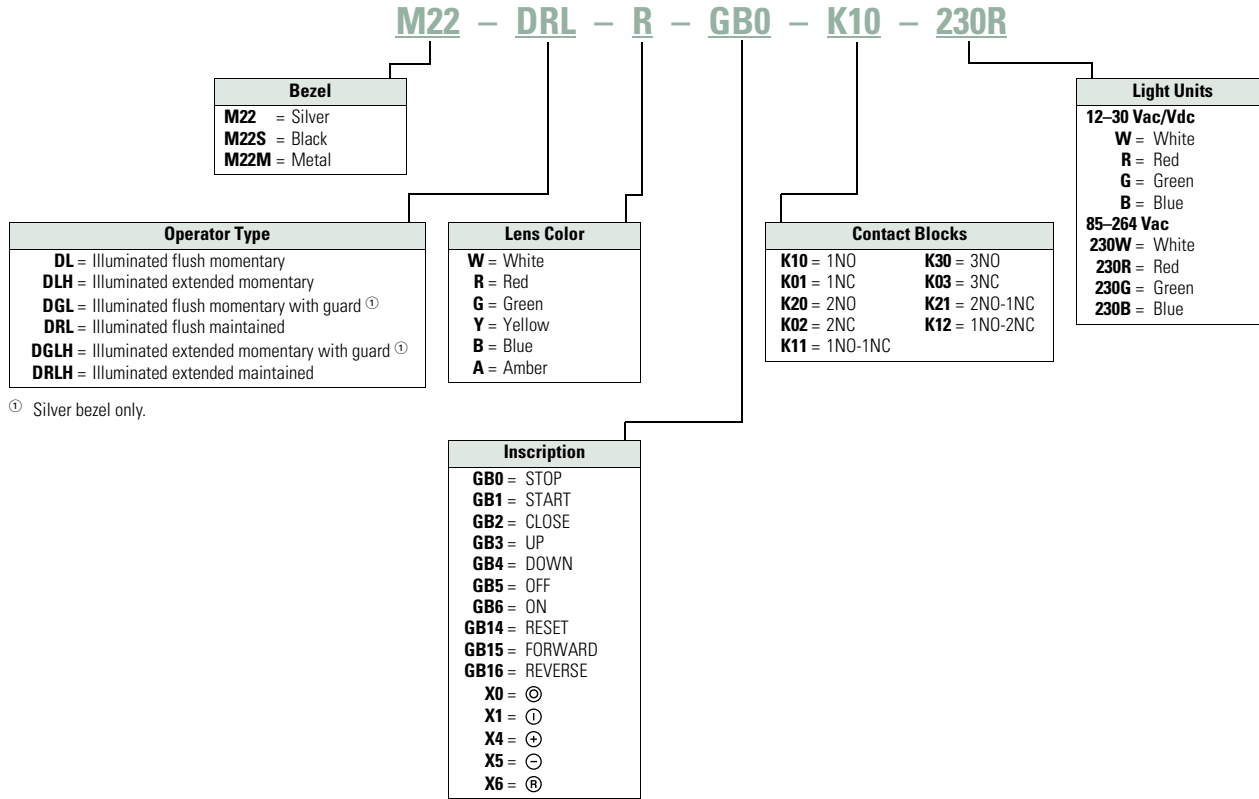 M22 – DRL – R – GB0 – K10 – 230R
Bezel
M22 = Silver
M22S = Black
M22M = Metal
Light Units
12–30 Vac/Vdc
W = White
R = Red
G = Green
B = Blue
85–264 Vac
230W = White
230R = Red
230G = Green
230B = Blue
Operator Type
DL = Illuminated flush momentary
DLH = Illuminated extended momentary
DGL = Illuminated flush momentary with guard ①
DRL = Illuminated flush maintained
DGLH = Illuminated extended momentary with guard ①
DRLH = Illuminated extended maintained
① Silver bezel only.
Lens Color
W = White
R = Red
G = Green
Y = Yellow
B = Blue
A = Amber
Contact Blocks
K10 = 1NO K30 = 3NO
K01 = 1NC K03 = 3NC
K20 = 2NO K21 = 2NO-1NC
K02 = 2NC K12 = 1NO-2NC
K11 = 1NO-1NC
Inscription
GB0 = STOP
GB1 = START
GB2 = CLOSE
GB3 = UP
GB4 = DOWN
GB5 = OFF
GB6 = ON
GB14 = RESET
GB15 = FORWARD
GB16 = REVERSE
X0 = ⌾
X1 = ⏼
X4 = ⊕
X5 = ⊖
X6 = ®